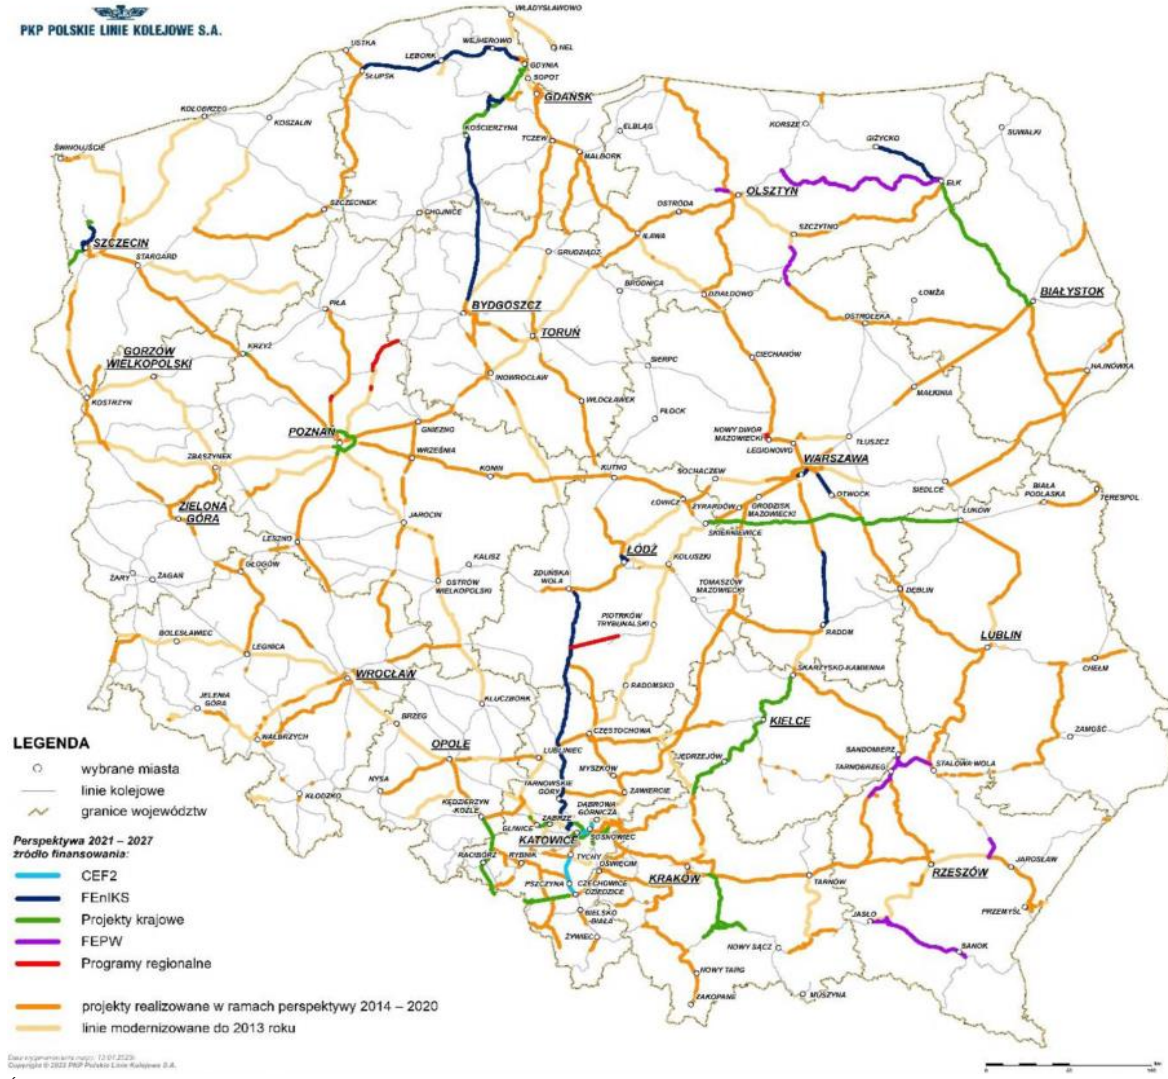 PKP POLSKIE LINIE KOLEJOWE S.A.
WŁADYSŁAWOWO
USTKA
WEJHEROWO
HEL
LĘBORK
SŁUPSK
GDYNIA
SOPOT
GDAŃSK
KOŁOBRZEG
KOSZALIN
KOŚCIERZYNA
TCZEW
ELBLĄG
MALBORK
KORSZE
GIŻYCKO
SUWAŁKI
ŚWINOUJŚCIE
EŁK
OLSZTYN
SZCZECINEK
CHOJNICE
OSTRÓDA
SZCZYTNO
IŁAWA
SZCZECIN
STARGARD
GRUDZIĄDZ
BRODNICA
DZIAŁDOWO
ŁOMŻA
BIAŁYSTOK
PIŁA
BYDGOSZCZ
TORUŃ
OSTROŁĘKA
GORZÓW
WIELKOPOLSKI
KRZYŻ
SIERPC
CIECHANÓW
HAJNÓWKA
INOWROCŁAW
MAŁKINIA
KOSTRZYN
WŁOCŁAWEK
PŁOCK
POZNAŃ
GNIEZNO
NOWY DWÓR
MAZOWIECKI
LEGIONOWO
TŁUSZCZ
ZBĄSZYNEK
WRZEŚNIA
WARSZAWA
KONIN
KUTNO
SOCHACZEW
OTWOCK
SIEDLCE
BIAŁA
PODLASKA
TERESPOL
ZIELONA
GÓRA
ŁOWICZ
ŻYRARDÓW
GRODZISK
MAZOWIECKI
JAROCIN
SKIERNIEWICE
ŁUKÓW
LESZNO
ŁÓDŹ
KOLUSZKI
GŁOGÓW
KALISZ
ŻARY
ŻAGAŃ
OSTRÓW
WIELKOPOLSKI
ZDUŃSKA
WOLA
TOMASZÓW
MAZOWIECKI
DĘBLIN
PIOTRKÓW
TRYBUNALSKI
RADOM
BOLESŁAWIEC
LEGNICA
LUBLIN
CHEŁM
WROCŁAW
SKARŻYSKO-KAMIENNA
RADOMSKO
JELENIA
GÓRA
KLUCZBORK
BRZEG
KIELCE
ZAMOŚĆ
WAŁBRZYCH
OPOLE
CZĘSTOCHOWA
LUBLINIEC
JĘDRZEJÓW
SANDOMIERZ
TARNOBRZEG
STALOWA WOLA
MYSZKÓW
NYSA
TARNOWSKIE
GÓRY
ZAWIERCIE
KŁODZKO
KĘDZIERZYN
-KOŹLE
DĄBROWA
GÓRNICZA
ZABRZE
GLIWICE
KATOWICE
SOSNOWIEC
RACIBÓRZ
RYBNIK
TYCHY
OŚWIĘCIM
KRAKÓW
TARNÓW
RZESZÓW
JAROSŁAW
PSZCZYNA
CZECHOWICE
DZIEDZICE
BIELSKO
BIAŁA
PRZEMYŚL
JASŁO
ŻYWIEC
NOWY SĄCZ
SANOK
NOWY TARG
ZAKOPANE
MUSZYNA
LEGENDA
wybrane miasta
linie kolejowe
granice województw
Perspektywa 2021 – 2027
źródło finansowania:
CEF2
FEnIKS
Projekty krajowe
FEPW
Programy regionalne
projekty realizowane w ramach perspektywy 2014 – 2020
linie modernizowane do 2013 roku
Copyright © 2023 PKP Polskie Linie Kolejowe S.A.